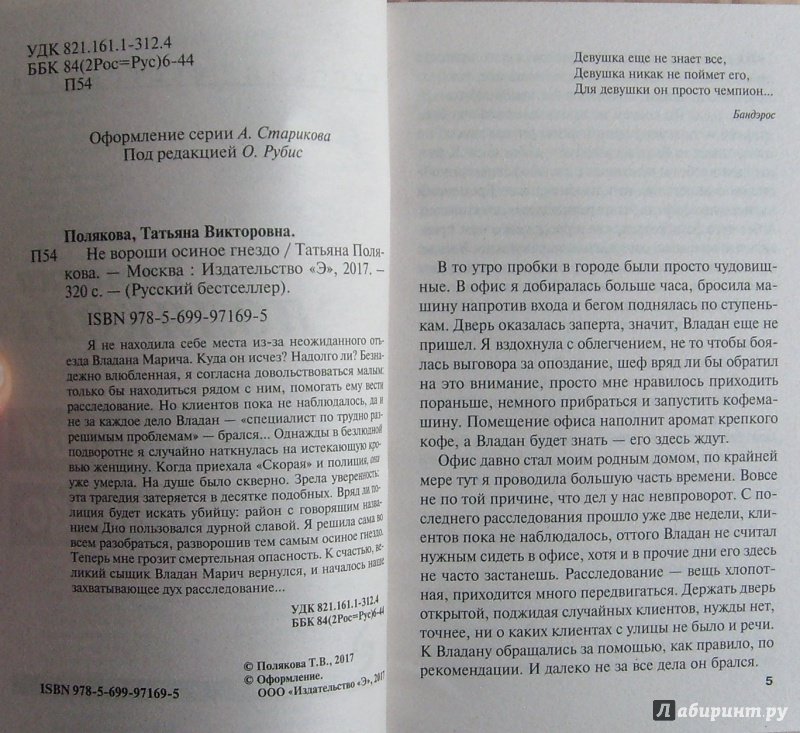 УДК 821.161.1-312.4
ББК 84(2Рос=Рус)6-44
П54
Оформление серии А. Старикова
Под редакцией О. Рубис
Полякова, Татьяна Викторовна.
П54 Не вороши осиное гнездо / Татьяна Поля-
кова. — Москва : Издательство «Э», 2017. –
320 с. — (Русский бестселлер).
ISBN 978-5-699-97169-5
Я не находила себе места из-за неожиданного отъ-
езда Владана Марича. Куда он исчез? Надолго ли? Безна-
дежно влюбленная, я согласна довольствоваться малым:
только бы находиться рядом с ним, помогать ему вести
расследование. Но клиентов пока не наблюдалось, да и
не за каждое дело Владан — «специалист по трудно раз-
решимым проблемам» — брался... Однажды в безлюдной
подворотне я случайно наткнулась на истекающую кро-
вью женщину. Когда приехала «Скорая» и полиция, она
уже умерла. На душе было скверно. Зрела уверенность:
эта трагедия затеряется в десятке подобных. Вряд ли по-
лиция будет искать убийцу: район с говорящим назва-
нием Дно пользовался дурной славой. Я решила сама во
всем разобраться, разворошив тем самым осиное гнездо.
Теперь мне грозит смертельная опасность. К счастью, ве-
ликий сыщик Владан Марич вернулся, и началось наше
захватывающее дух расследование...
УДК 821.161.1-312.4
ББК 84(2Рос=Рус)6-44
© Полякова Т.В., 2017
© Оформление.
ООО «Издательство «Э», 2017
ISBN 978-5-699-97169-5
Девушка еще не знает все,
Девушка никак не поймет его,
Для девушки он просто чемпион...
Бандэрос
В то утро пробки в городе были просто чудовищ-
ные. В офис я добиралась больше часа, бросила ма-
шину напротив входа и бегом поднялась по ступень-
кам. Дверь оказалась заперта, значит, Владан еще не
пришел. Я вздохнула с облегчением, не то чтобы боя-
лась выговора за опоздание, шеф вряд ли бы обратил
на это внимание, просто мне нравилось приходить
пораньше, немного прибраться и запустить кофема-
шину. Помещение офиса наполнит аромат крепкого
кофе, а Владан будет знать — его здесь ждут.
Офис давно стал моим родным домом, по крайней
мере тут я проводила большую часть времени. Вовсе
не по той причине, что дел у нас невпроворот. С по-
следнего расследования прошло уже две недели, кли-
ентов пока не наблюдалось, оттого Владан не считал
нужным сидеть в офисе, хотя и в прочие дни его здесь
не часто застанешь. Расследование — вещь хлопот-
ная, приходится много передвигаться. Держать дверь
открытой, поджидая случайных клиентов, нужды нет,
точнее, ни о каких клиентах с улицы не было и речи.
К Владану обращались за помощью, как правило, по
рекомендации. И далеко не за все дела он брался.
5
Лабиринт.ру